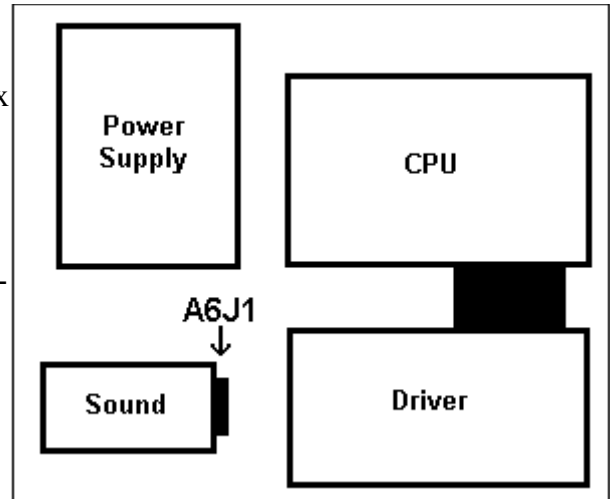 Power
Supply
CPU
x
-
A6J1
Sound
Driver